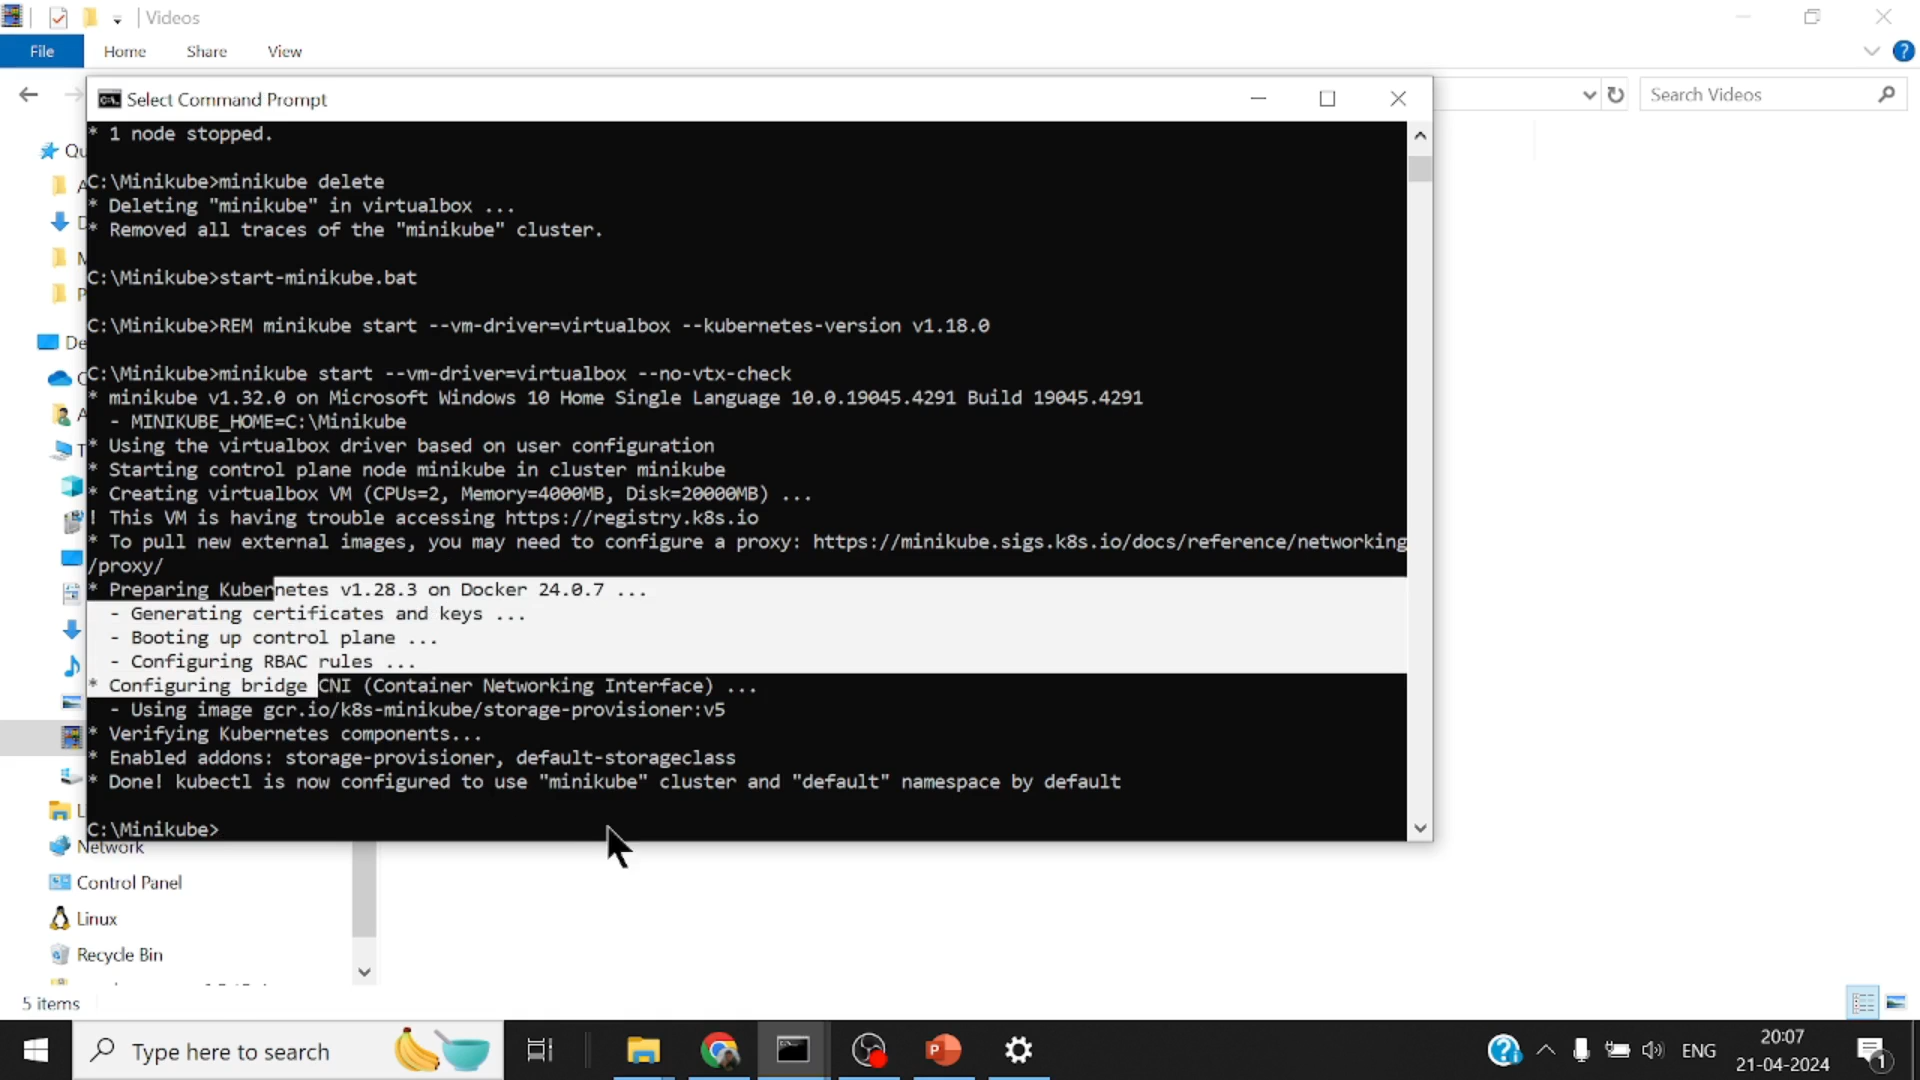 Videos
File Home Share View
Select Command Prompt
Search Videos
* 1 node stopped.
C:\Minikube>minikube delete
* Deleting "minikube" in virtualbox ...
* Removed all traces of the "minikube" cluster.
C:\Minikube>start-minikube.bat
C:\Minikube>REM minikube start --vm-driver=virtualbox --kubernetes-version v1.18.0
C:\Minikube>minikube start --vm-driver=virtualbox --no-vtx-check
* minikube v1.32.0 on Microsoft Windows 10 Home Single Language 10.0.19045.4291 Build 19045.4291
- MINIKUBE_HOME=C:\Minikube
* Using the virtualbox driver based on user configuration
* Starting control plane node minikube in cluster minikube
* Creating virtualbox VM (CPUs=2, Memory=4000MB, Disk=20000MB) ...
! This VM is having trouble accessing https://registry.k8s.io
* To pull new external images, you may need to configure a proxy: https://minikube.sigs.k8s.io/docs/reference/networking
/proxy/
* Preparing Kubernetes v1.28.3 on Docker 24.0.7 ...
- Generating certificates and keys ...
- Booting up control plane ...
- Configuring RBAC rules ...
* Configuring bridge CNI (Container Networking Interface) ...
- Using image gcr.io/k8s-minikube/storage-provisioner:v5
* Verifying Kubernetes components...
* Enabled addons: storage-provisioner, default-storageclass
* Done! kubectl is now configured to use "minikube" cluster and "default" namespace by default
C:\Minikube>
Network
Control Panel
Linux
Recycle Bin
5 items
Type here to search
ENG
20:07
21-04-2024
1